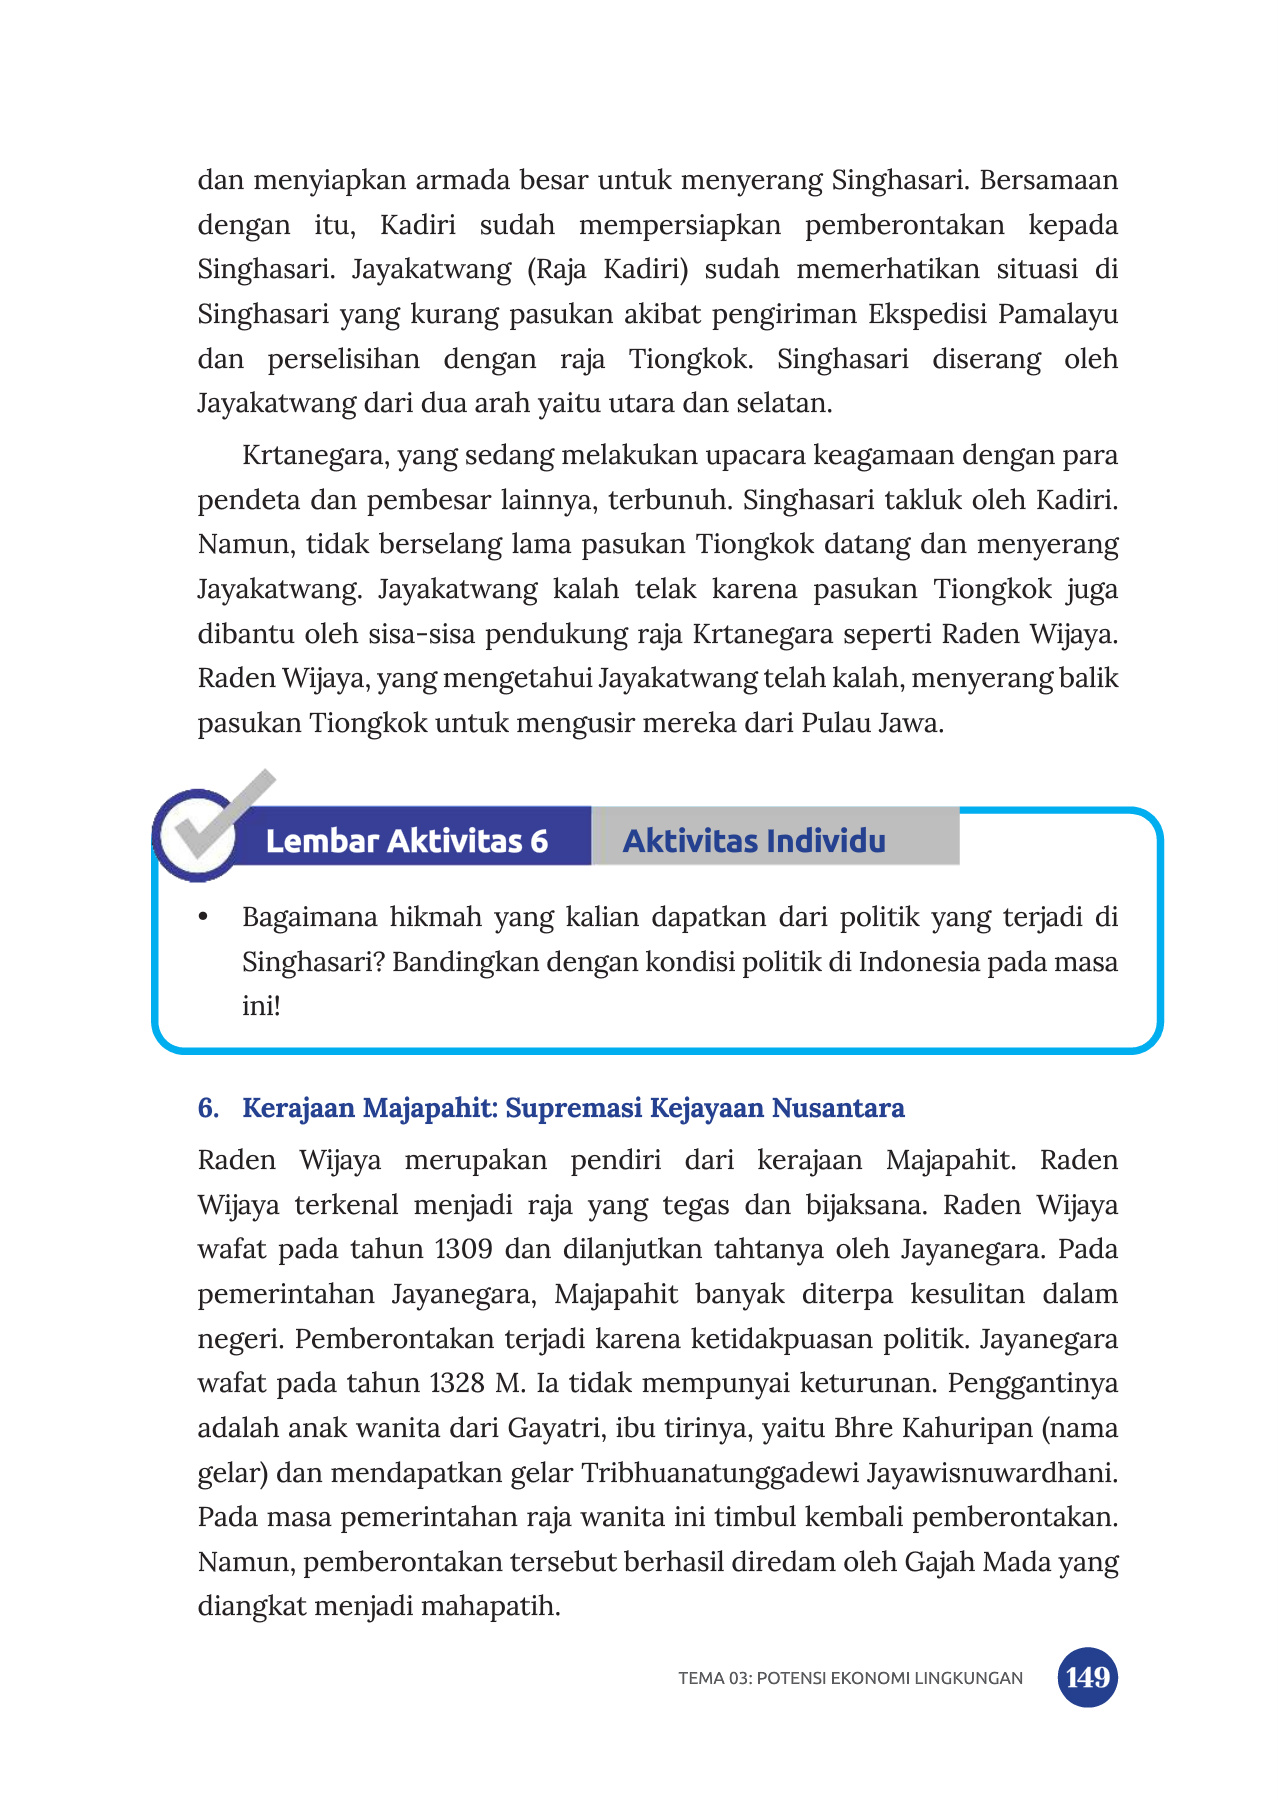 dan menyiapkan armada besar untuk menyerang Singhasari. Bersamaan
dengan itu, Kadiri sudah mempersiapkan pemberontakan kepada
Singhasari. Jayakatwang (Raja Kadiri) sudah memerhatikan situasi di
Singhasari yang kurang pasukan akibat pengiriman Ekspedisi Pamalayu
dan perselisihan dengan raja Tiongkok. Singhasari diserang oleh
Jayakatwang dari dua arah yaitu utara dan selatan.
Krtanegara, yang sedang melakukan upacara keagamaan dengan para
pendeta dan pembesar lainnya, terbunuh. Singhasari takluk oleh Kadiri.
Namun, tidak berselang lama pasukan Tiongkok datang dan menyerang
Jayakatwang. Jayakatwang kalah telak karena pasukan Tiongkok juga
dibantu oleh sisa-sisa pendukung raja Krtanegara seperti Raden Wijaya.
Raden Wijaya, yang mengetahui Jayakatwang telah kalah, menyerang balik
pasukan Tiongkok untuk mengusir mereka dari Pulau Jawa.
Lembar Aktivitas 6 Aktivitas Individu
• Bagaimana hikmah yang kalian dapatkan dari politik yang terjadi di
Singhasari? Bandingkan dengan kondisi politik di Indonesia pada masa
ini!
6. Kerajaan Majapahit: Supremasi Kejayaan Nusantara
Raden Wijaya merupakan pendiri dari kerajaan Majapahit. Raden
Wijaya terkenal menjadi raja yang tegas dan bijaksana. Raden Wijaya
wafat pada tahun 1309 dan dilanjutkan tahtanya oleh Jayanegara. Pada
pemerintahan Jayanegara, Majapahit banyak diterpa kesulitan dalam
negeri. Pemberontakan terjadi karena ketidakpuasan politik. Jayanegara
wafat pada tahun 1328 M. Ia tidak mempunyai keturunan. Penggantinya
adalah anak wanita dari Gayatri, ibu tirinya, yaitu Bhre Kahuripan (nama
gelar) dan mendapatkan gelar Tribhuanatunggadewi Jayawisnuwardhani.
Pada masa pemerintahan raja wanita ini timbul kembali pemberontakan.
Namun, pemberontakan tersebut berhasil diredam oleh Gajah Mada yang
diangkat menjadi mahapatih.
TEMA 03: POTENSI EKONOMI LINGKUNGAN 149